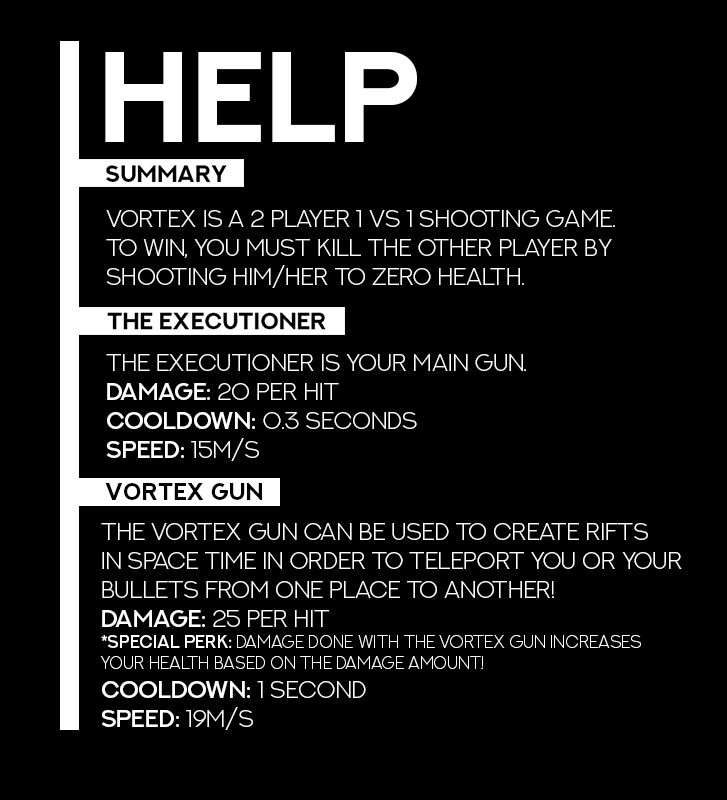 HELP
SUMMARY
VORTEX IS A 2 PLAYER 1 VS 1 SHOOTING GAME.
TO WIN, YOU MUST KILL THE OTHER PLAYER BY
SHOOTING HIM/HER TO ZERO HEALTH.
THE EXECUTIONER
THE EXECUTIONER IS YOUR MAIN GUN.
DAMAGE: 20 PER HIT
COOLDOWN: 0.3 SECONDS
SPEED: 15M/S
VORTEX GUN
THE VORTEX GUN CAN BE USED TO CREATE RIFTS
IN SPACE TIME IN ORDER TO TELEPORT YOU OR YOUR
BULLETS FROM ONE PLACE TO ANOTHER!
DAMAGE: 25 PER HIT
*SPECIAL PERK: DAMAGE DONE WITH THE VORTEX GUN INCREASES
YOUR HEALTH BASED ON THE DAMAGE AMOUNT!
COOLDOWN: 1 SECOND
SPEED: 19M/S